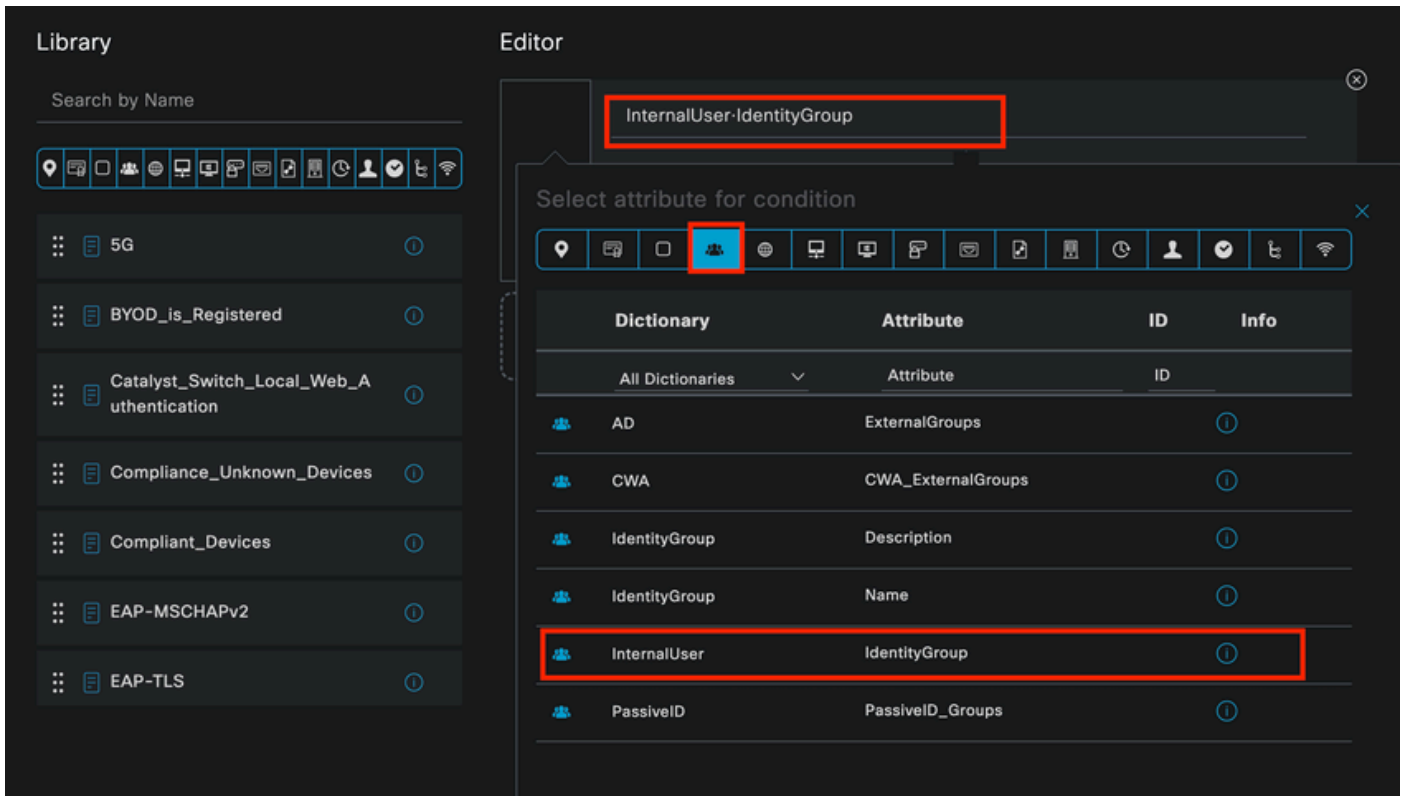 Library
Editor
Search by Name
InternalUser·IdentityGroup
Select attribute for condition
5G
BYOD_is_Registered
Catalyst_Switch_Local_Web_A
uthentication
Compliance_Unknown_Devices
Compliant_Devices
EAP-MSCHAPv2
EAP-TLS
Dictionary Attribute ID Info
All Dictionaries Attribute ID
AD ExternalGroups
CWA CWA_ExternalGroups
IdentityGroup Description
IdentityGroup Name
InternalUser IdentityGroup
PassiveID PassiveID_Groups